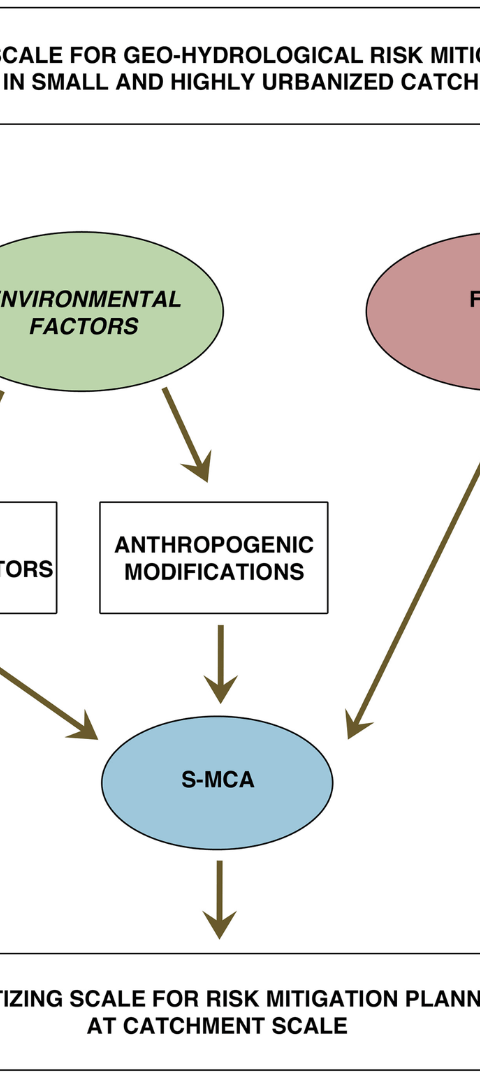 SCALE FOR GEO-HYDROLOGICAL RISK MITIG
IN SMALL AND HIGHLY URBANIZED CATCH
ENVIRONMENTAL
FACTORS
F
TORS
ANTHROPOGENIC
MODIFICATIONS
S-MCA
TIZING SCALE FOR RISK MITIGATION PLANN
AT CATCHMENT SCALE